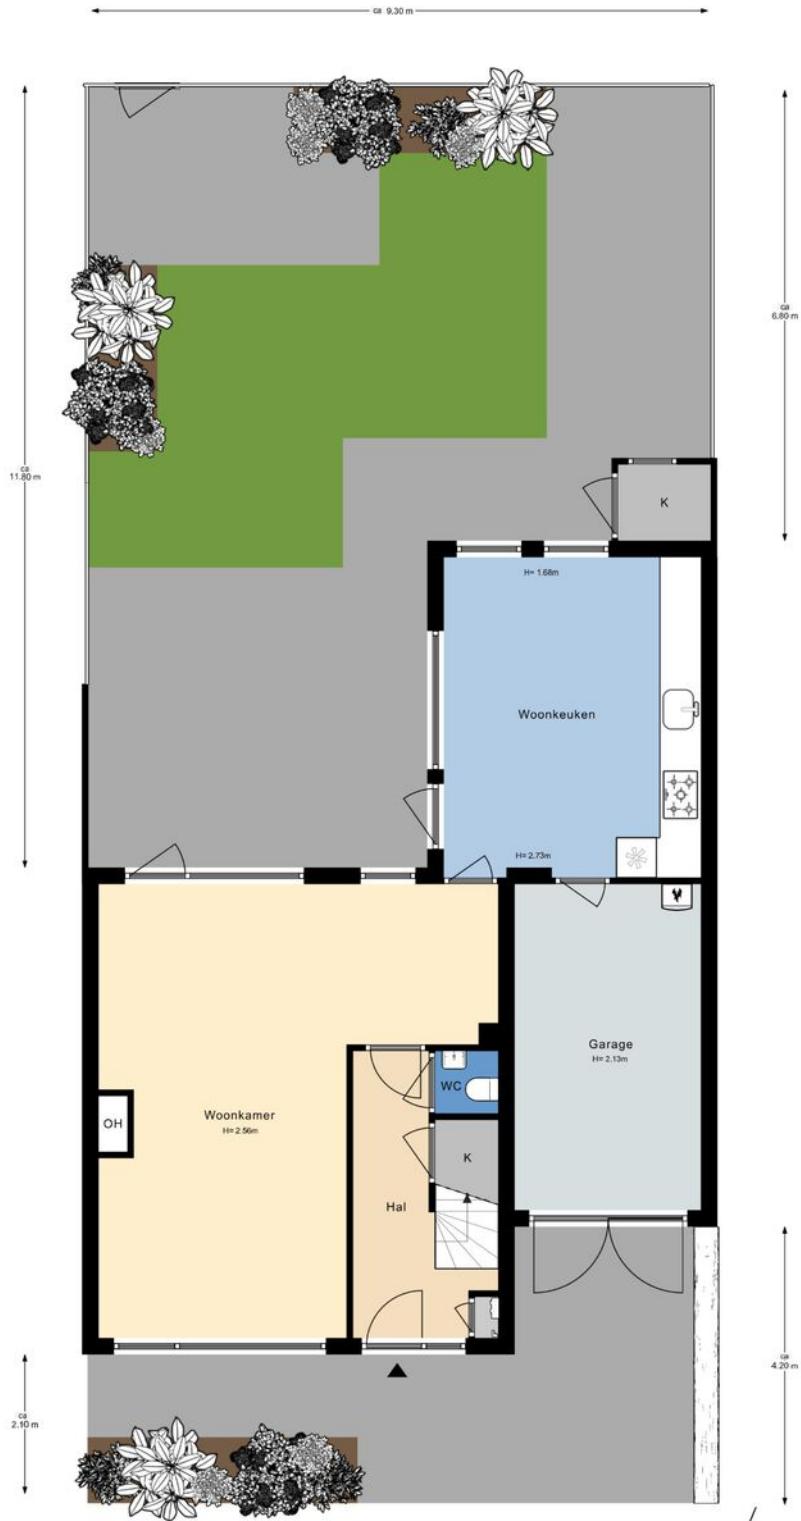 ca 9.30 m
ca
6.80 m
ca
11.80 m
K
H= 1.68m
Woonkeuken
H= 2.73m
Garage
H= 2.13m
WC
Woonkamer
H= 2.56m
OH
K
Hal
ca
4.20 m
ca
2.10 m